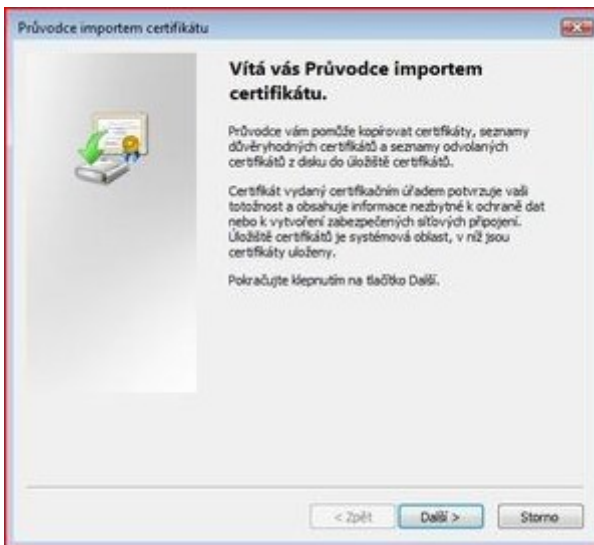 Průvodce importem certifikátu
Vítá vás Průvodce importem
certifikátu.
Průvodce vám pomůže kopírovat certifikáty, seznamy
důvěryhodných certifikátů a seznamy odvolaných
certifikátů z disku do úložiště certifikátů.
Certifikát vydaný certifikačním úřadem potvrzuje vaši
totožnost a obsahuje informace nezbytné k ochraně dat
nebo k vytvoření zabezpečených síťových připojení.
Úložiště certifikátů je systémová oblast, v níž jsou
certifikáty uloženy.
Pokračujte klepnutím na tlačítko Další.
< Zpět
Další >
Storno